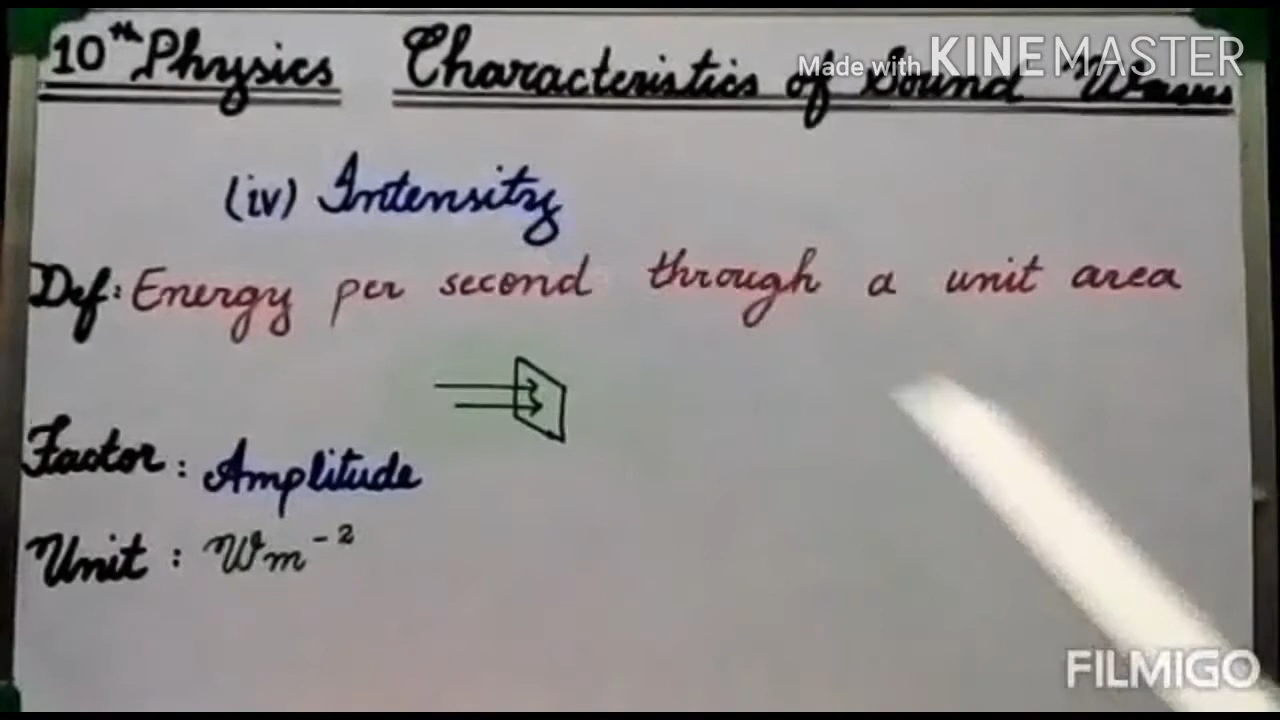 10th Physics Characteristics of Sound Waves
Made with KINEMASTER
(iv) Intensity
Def: Energy per second through a unit area
Factor: Amplitude
Unit: Wm⁻²
FILMIGO